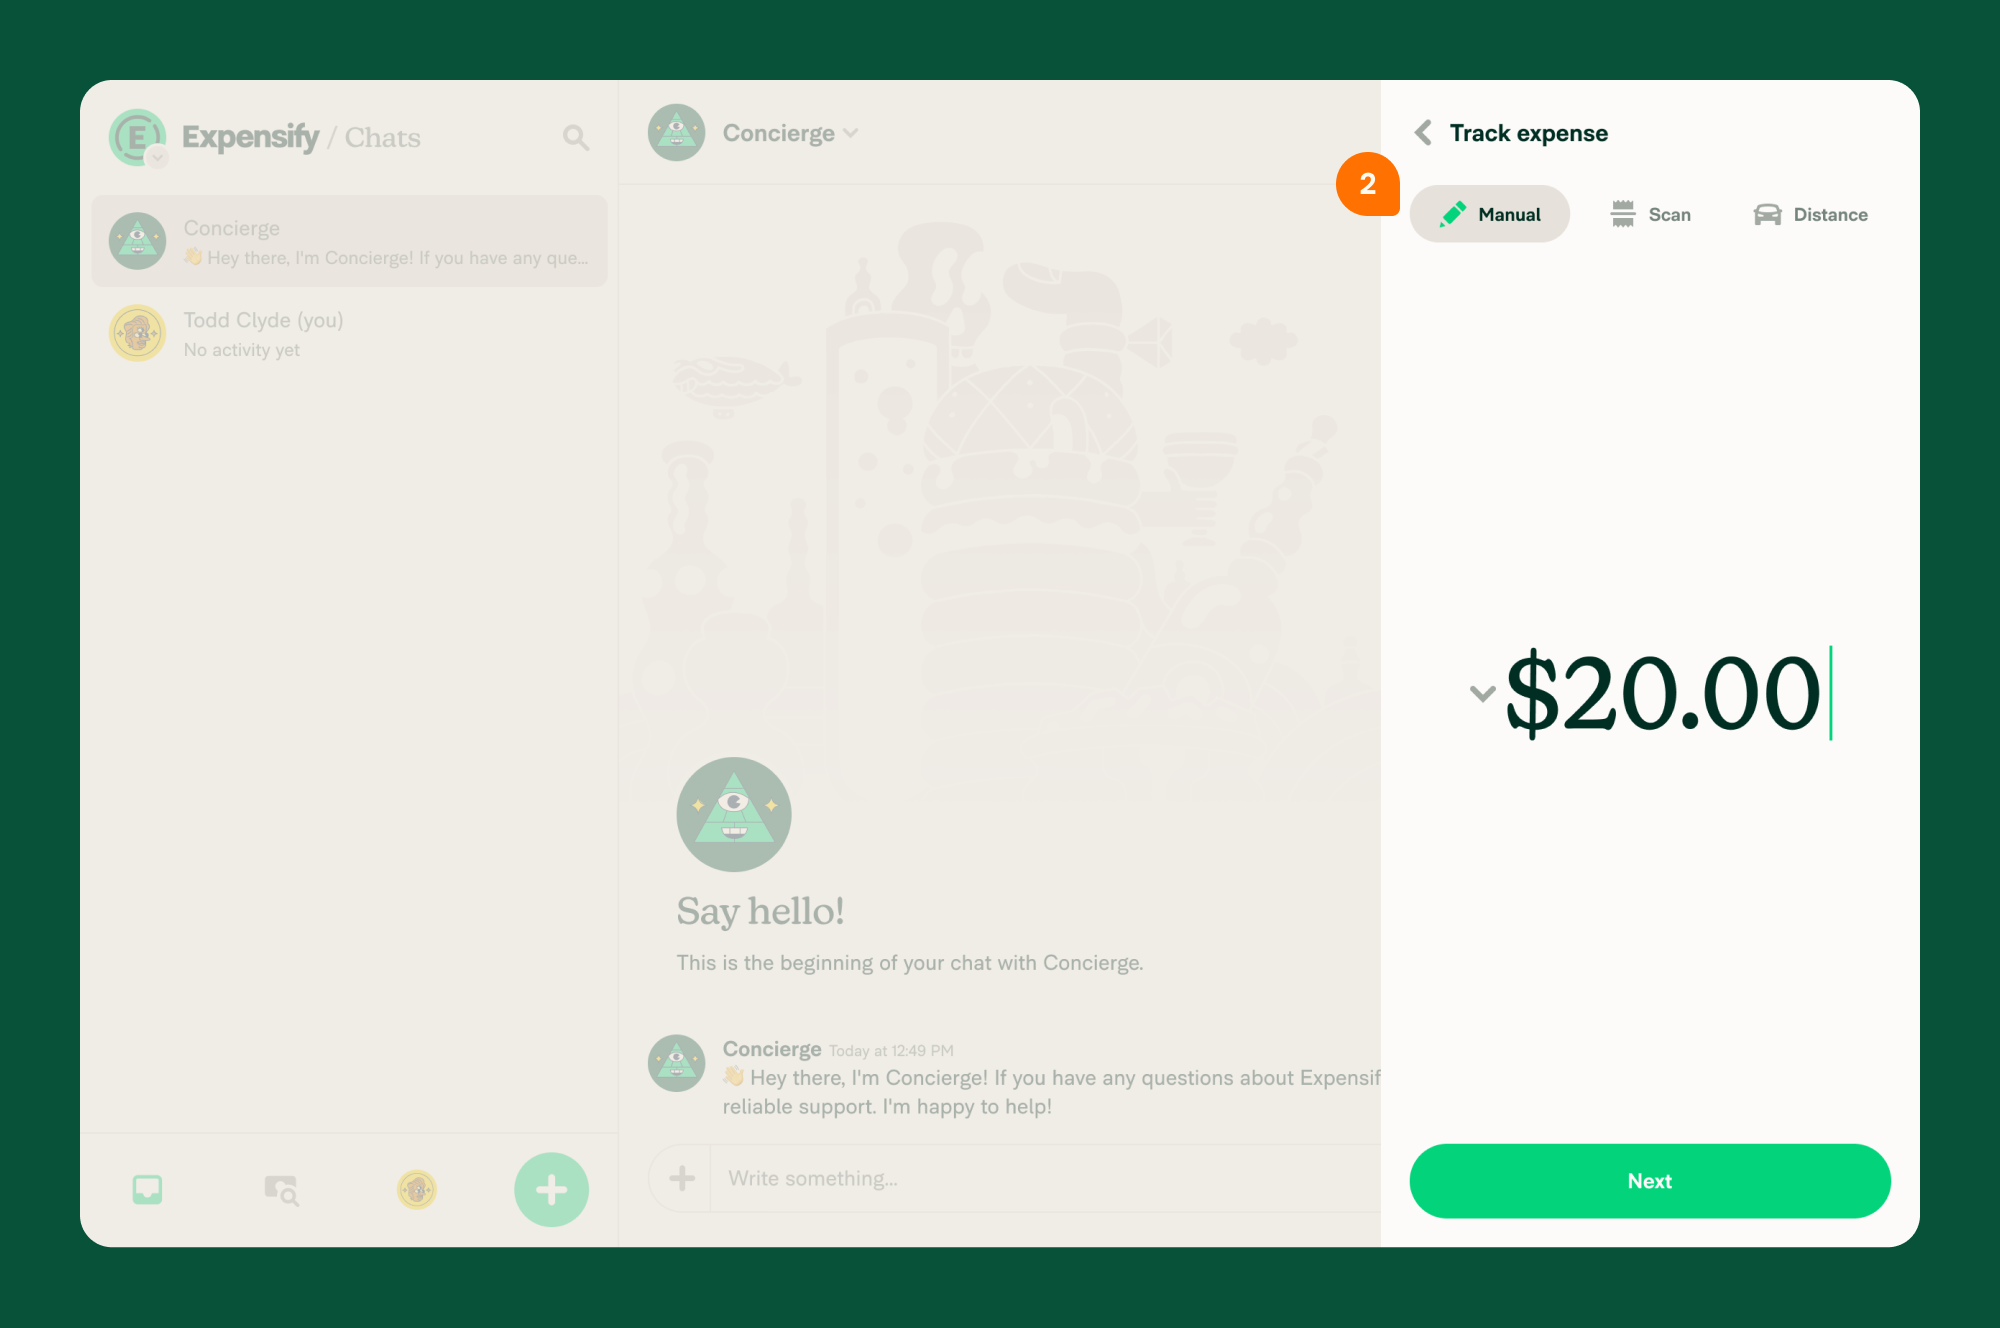 Expensify / Chats
Concierge
👋 Hey there, I'm Concierge! If you have any que...
Todd Clyde (you)
No activity yet
Concierge
Say hello!
This is the beginning of your chat with Concierge.
Concierge Today at 12:49 PM
👋 Hey there, I'm Concierge! If you have any questions about Expensif
reliable support. I'm happy to help!
Write something...
Track expense
2
Manual Scan Distance
$20.00
Next